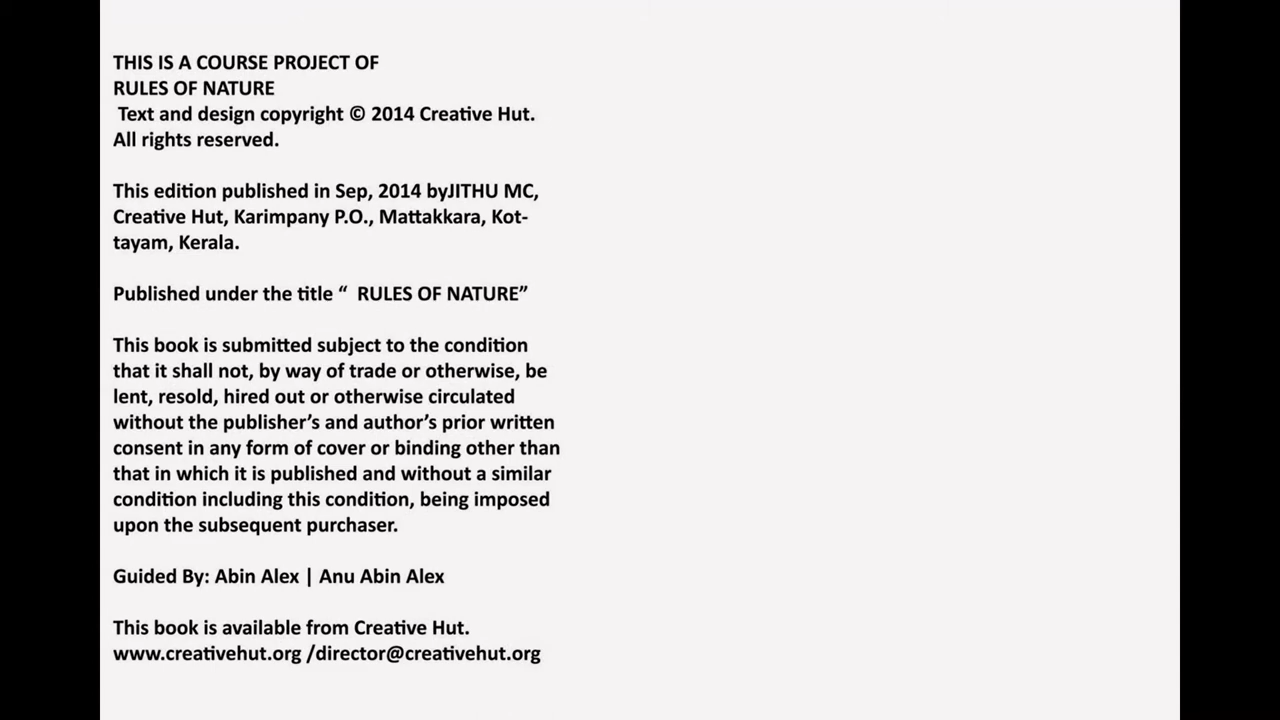 THIS IS A COURSE PROJECT OF
RULES OF NATURE
Text and design copyright © 2014 Creative Hut.
All rights reserved.
This edition published in Sep, 2014 byJITHU MC,
Creative Hut, Karimpany P.O., Mattakkara, Kot-
tayam, Kerala.
Published under the title “  RULES OF NATURE”
This book is submitted subject to the condition
that it shall not, by way of trade or otherwise, be
lent, resold, hired out or otherwise circulated
without the publisher’s and author’s prior written
consent in any form of cover or binding other than
that in which it is published and without a similar
condition including this condition, being imposed
upon the subsequent purchaser.
Guided By: Abin Alex | Anu Abin Alex
This book is available from Creative Hut.
www.creativehut.org /director@creativehut.org